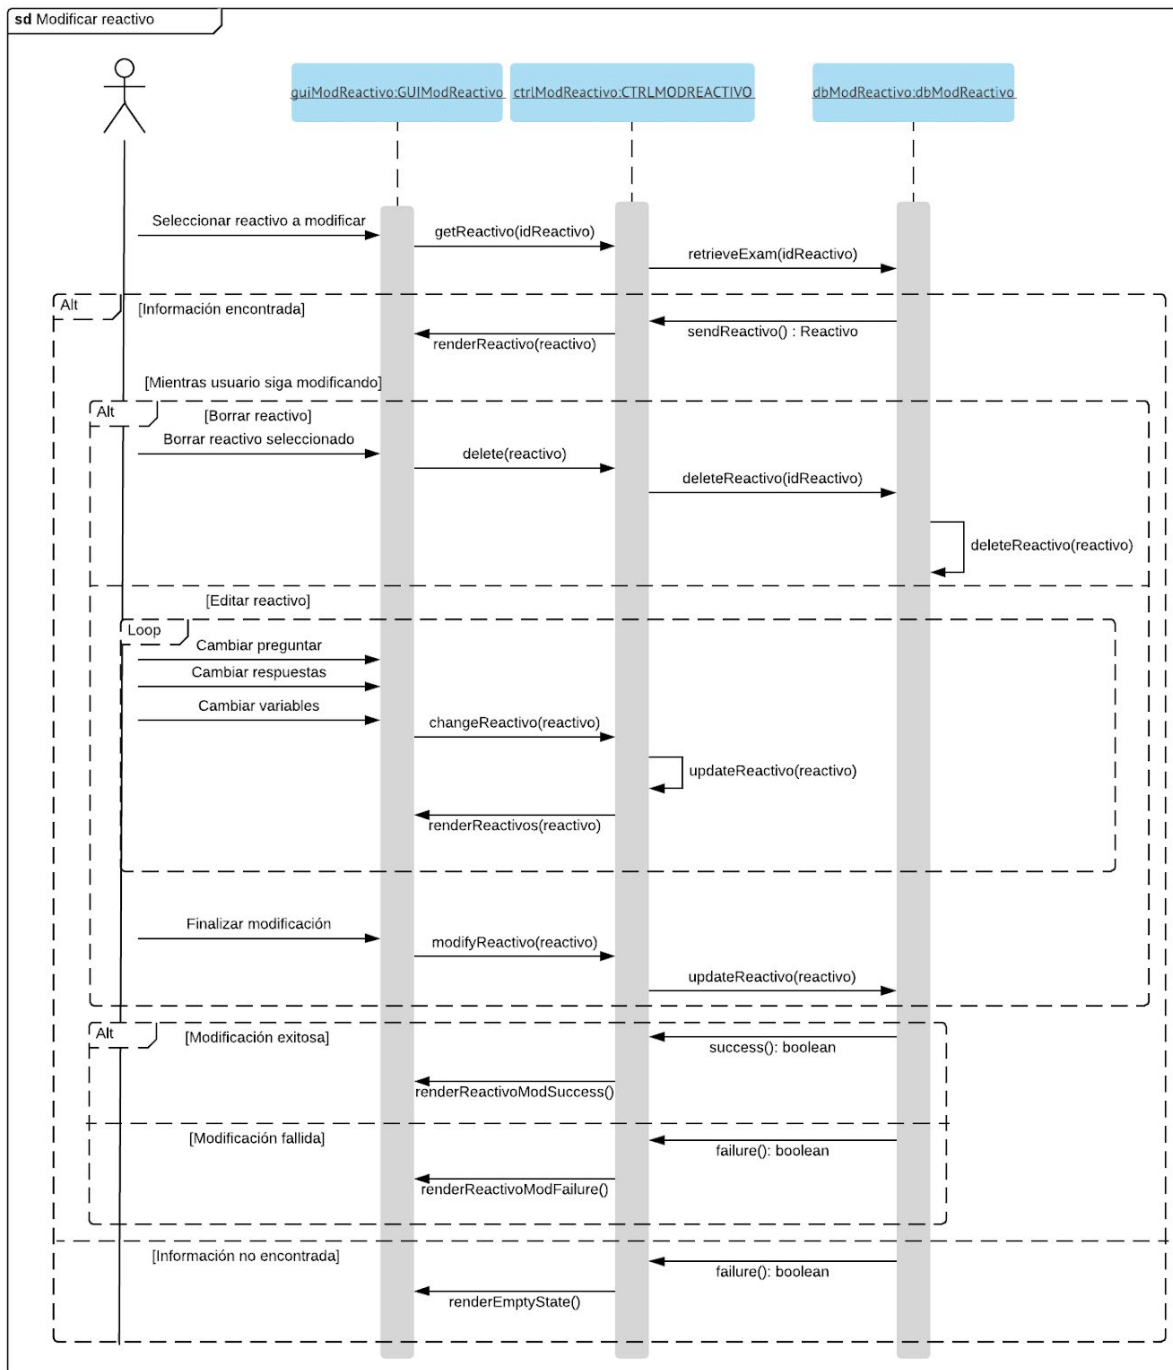 sd Modificar reactivo
guiModReactivo:GUIModReactivo
ctrlModReactivo:CTRLMODREACTIVO
dbModReactivo:dbModReactivo
Seleccionar reactivo a modificar
getReactivo(idReactivo)
retrieveExam(idReactivo)
Alt
[Información encontrada]
sendReactivo() : Reactivo
renderReactivo(reactivo)
[Mientras usuario siga modificando]
Alt
[Borrar reactivo]
Borrar reactivo seleccionado
delete(reactivo)
deleteReactivo(idReactivo)
deleteReactivo(reactivo)
[Editar reactivo]
Loop
Cambiar preguntar
Cambiar respuestas
Cambiar variables
changeReactivo(reactivo)
updateReactivo(reactivo)
renderReactivos(reactivo)
Finalizar modificación
modifyReactivo(reactivo)
updateReactivo(reactivo)
Alt
[Modificación exitosa]
success(): boolean
renderReactivoModSuccess()
[Modificación fallida]
failure(): boolean
renderReactivoModFailure()
[Información no encontrada]
failure(): boolean
renderEmptyState()